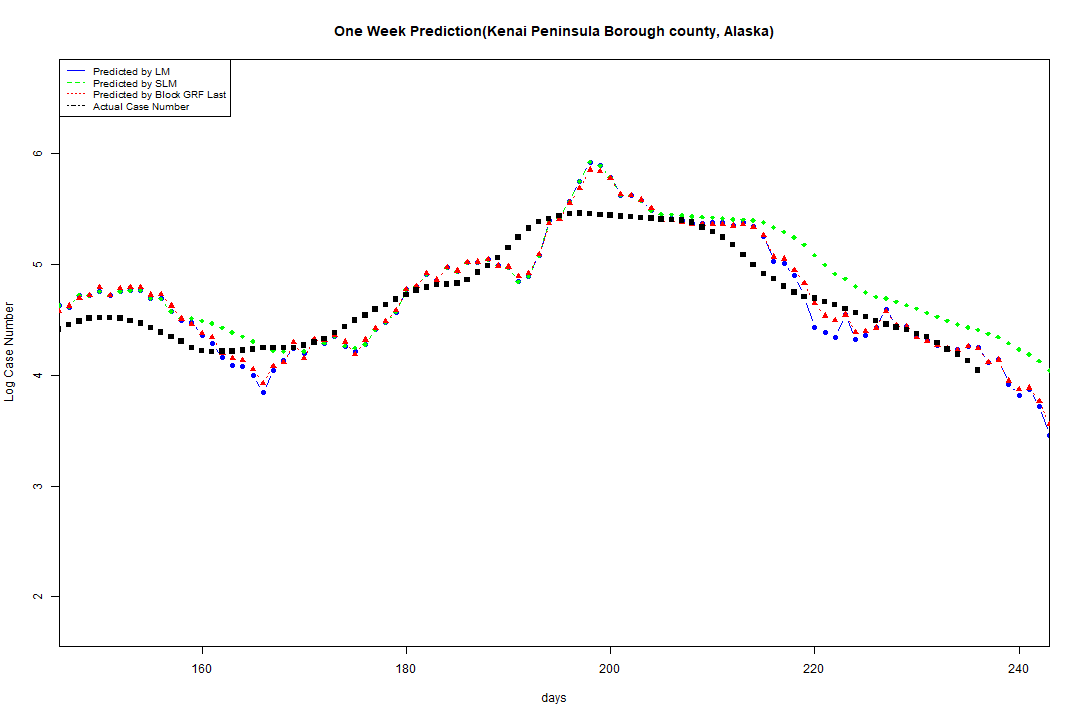 One Week Prediction(Kenai Peninsula Borough county, Alaska)
Predicted by LM
Predicted by SLM
Predicted by Block GRF Last
Actual Case Number
6
5
4
3
2
Log Case Number
160
180
200
220
240
days